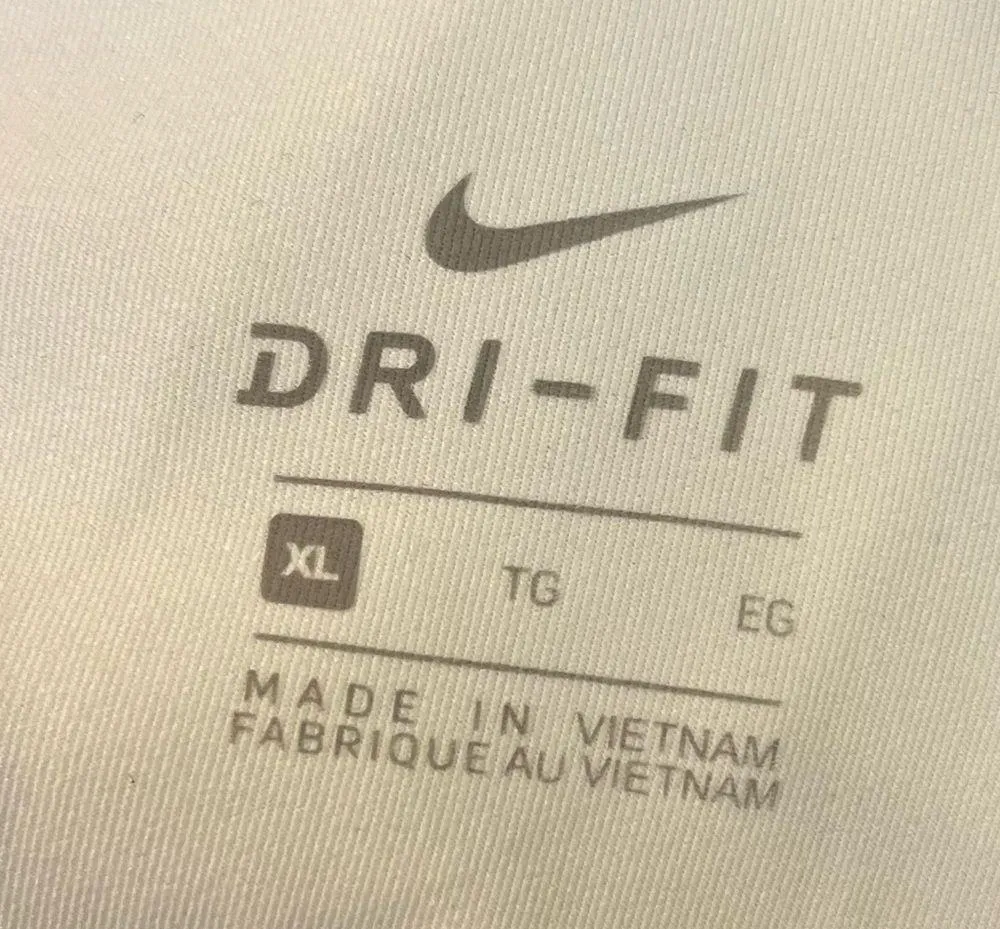 DRI-FIT
XL TG EG
MADE IN VIETNAM
FABRIQUE AU VIETNAM